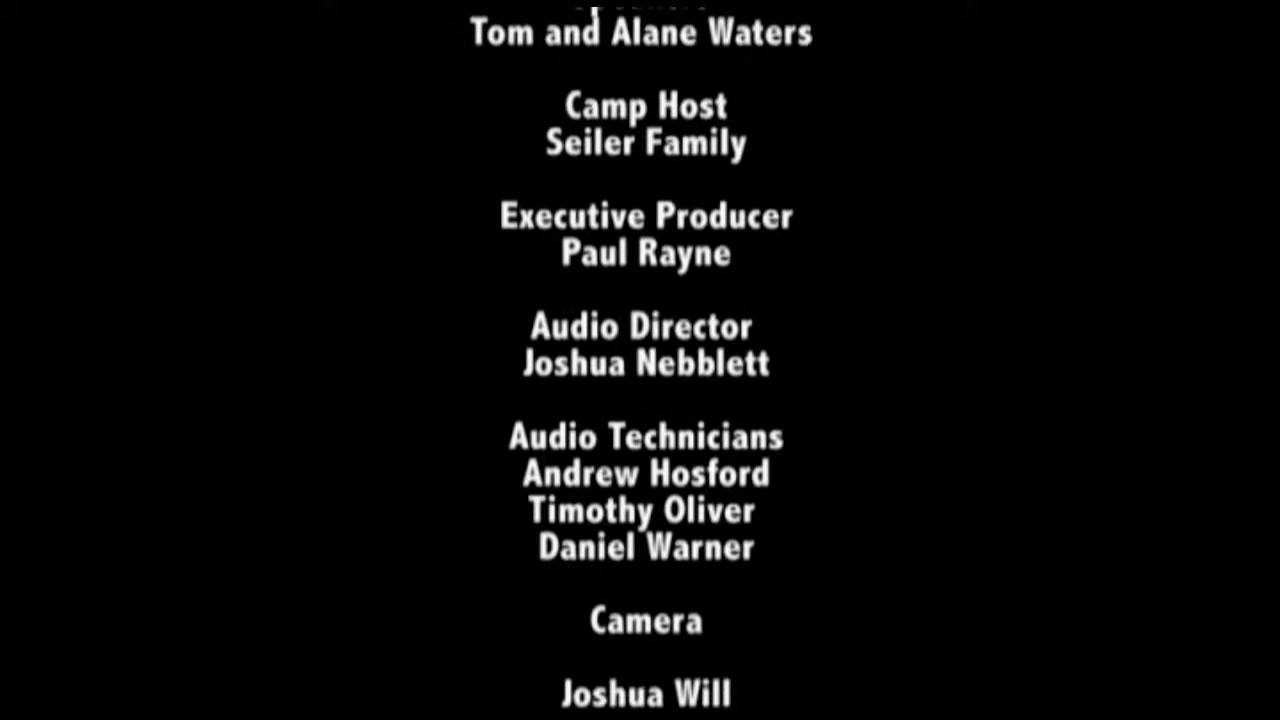 Tom and Alane Waters
Camp Host
Seiler Family
Executive Producer
Paul Rayne
Audio Director
Joshua Nebblett
Audio Technicians
Andrew Hosford
Timothy Oliver
Daniel Warner
Camera
Joshua Will